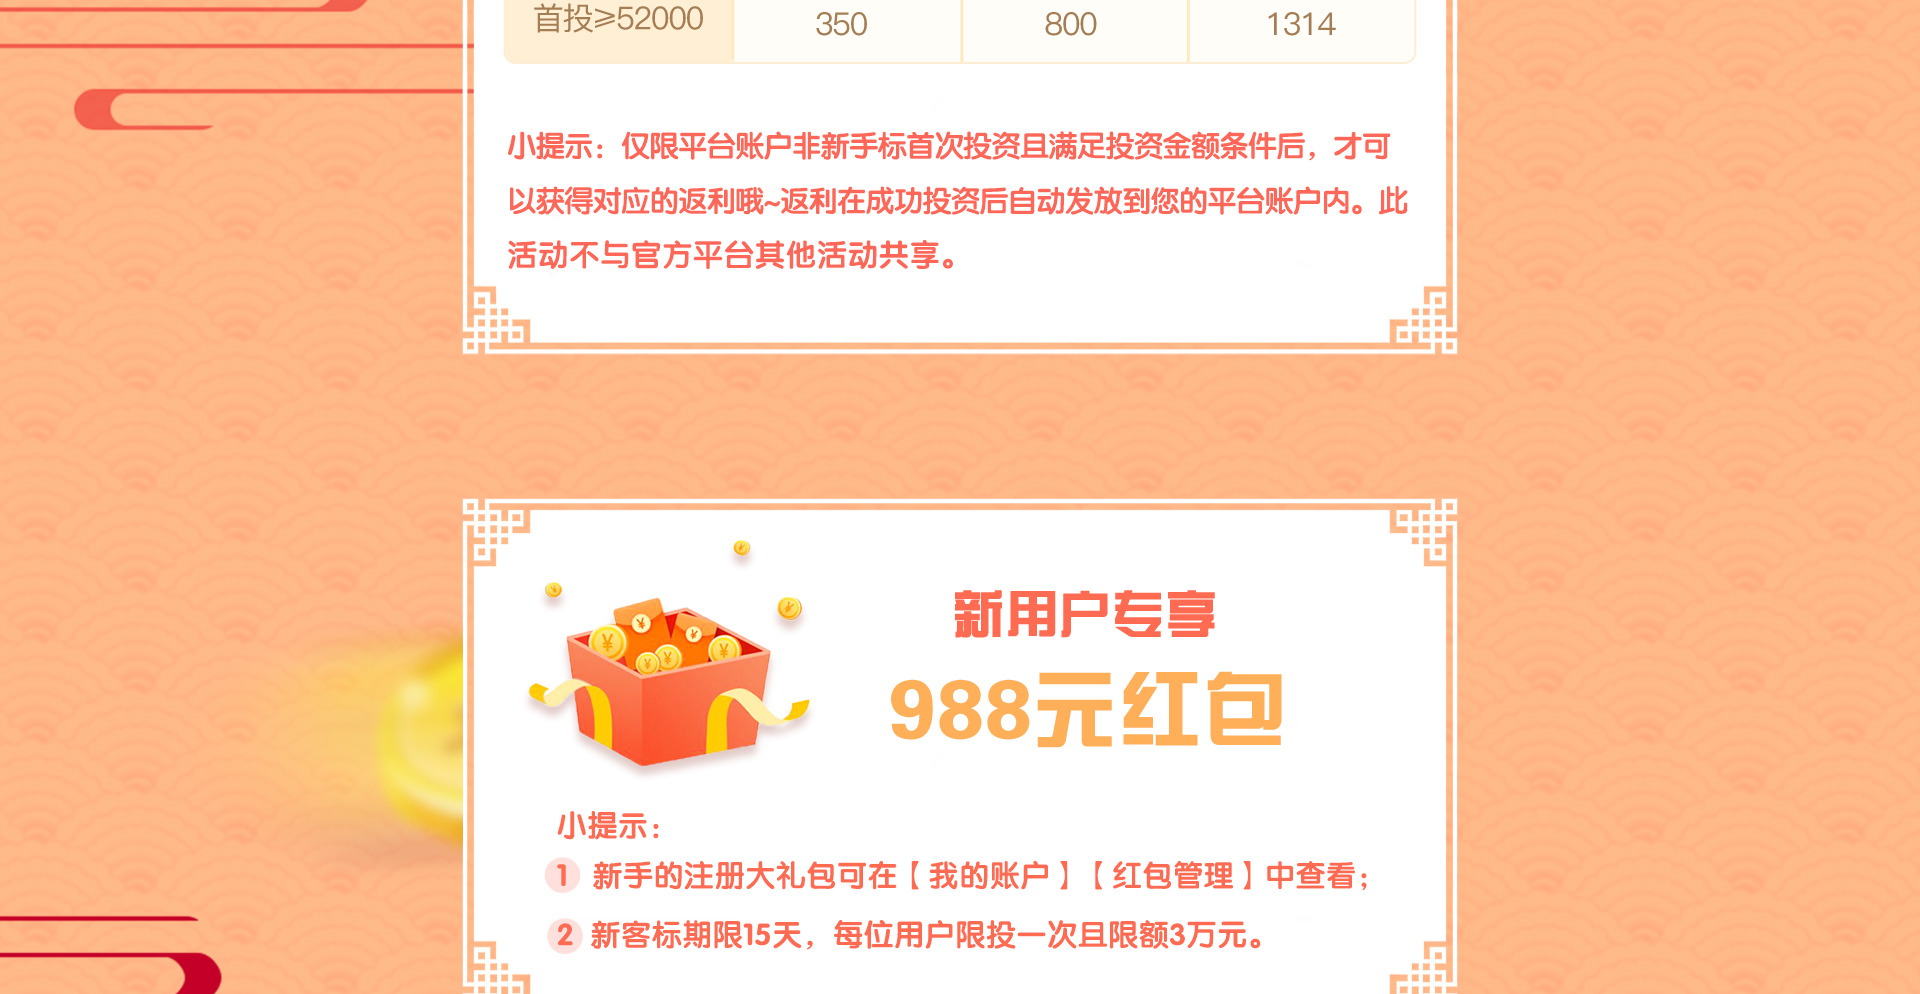 首投≥52000 350 800 1314
小提示：仅限平台账户非新手标首次投资且满足投资金额条件后，才可
以获得对应的返利哦~返利在成功投资后自动发放到您的平台账户内。此
活动不与官方平台其他活动共享。
新用户专享
988元红包
小提示：
1 新手的注册大礼包可在【我的账户】【红包管理】中查看；
2 新客标期限15天，每位用户限投一次且限额3万元。